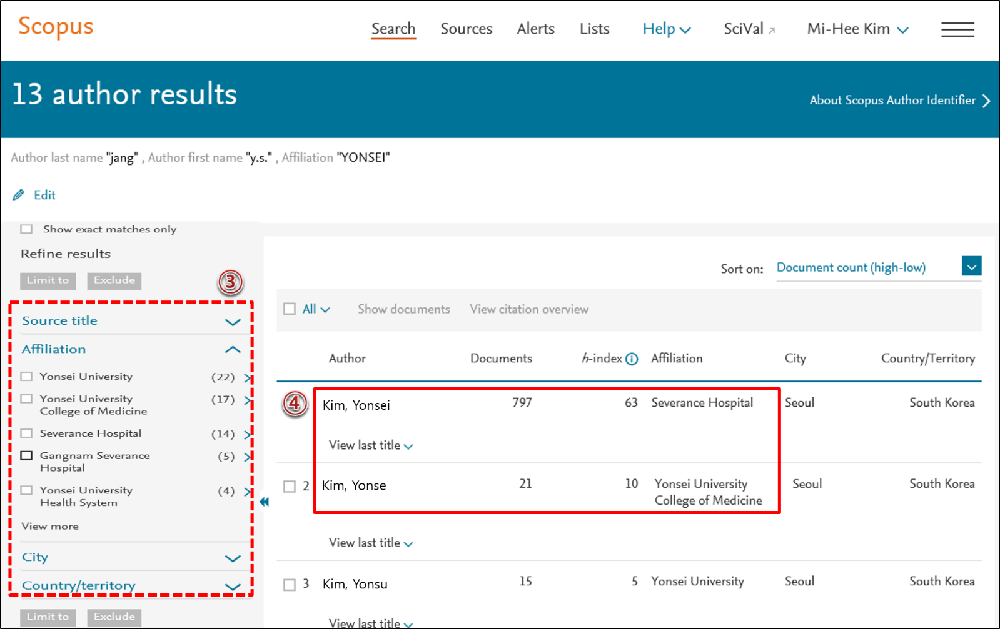 Scopus
Search Sources Alerts Lists Help SciVal Mi-Hee Kim
13 author results
About Scopus Author Identifier
Author last name "jang" , Author first name "y.s." , Affiliation "YONSEI"
Edit
Show exact matches only
Refine results
Limit to Exclude
③
Source title
Affiliation
Yonsei University (22)
Yonsei University (17)
College of Medicine
Severance Hospital (14)
Gangnam Severance (5)
Hospital
Yonsei University (4)
Health System
View more
City
Country/territory
Limit to Exclude
Sort on: Document count (high-low)
All Show documents View citation overview
Author Documents h-index Affiliation City Country/Territory
④ Kim, Yonsei 797 63 Severance Hospital Seoul South Korea
View last title
2 Kim, Yonse 21 10 Yonsei University Seoul South Korea
College of Medicine
View last title
3 Kim, Yonsu 15 5 Yonsei University Seoul South Korea
View last title